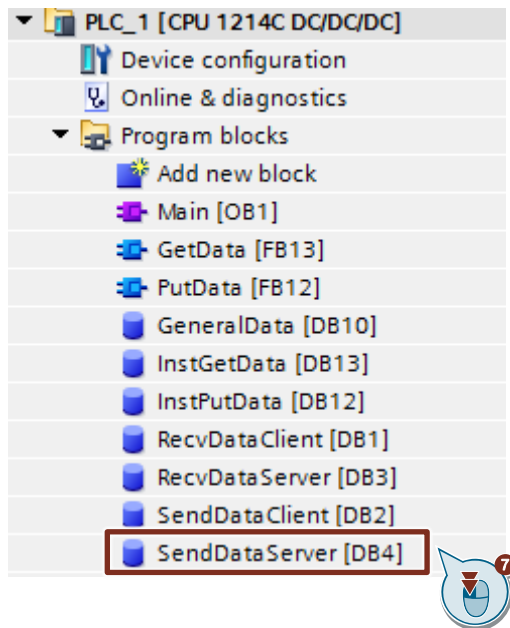 PLC_1 [CPU 1214C DC/DC/DC]
Device configuration
Online & diagnostics
Program blocks
Add new block
Main [OB1]
GetData [FB13]
PutData [FB12]
GeneralData [DB10]
InstGetData [DB13]
InstPutData [DB12]
RecvDataClient [DB1]
RecvDataServer [DB3]
SendDataClient [DB2]
SendDataServer [DB4]
7